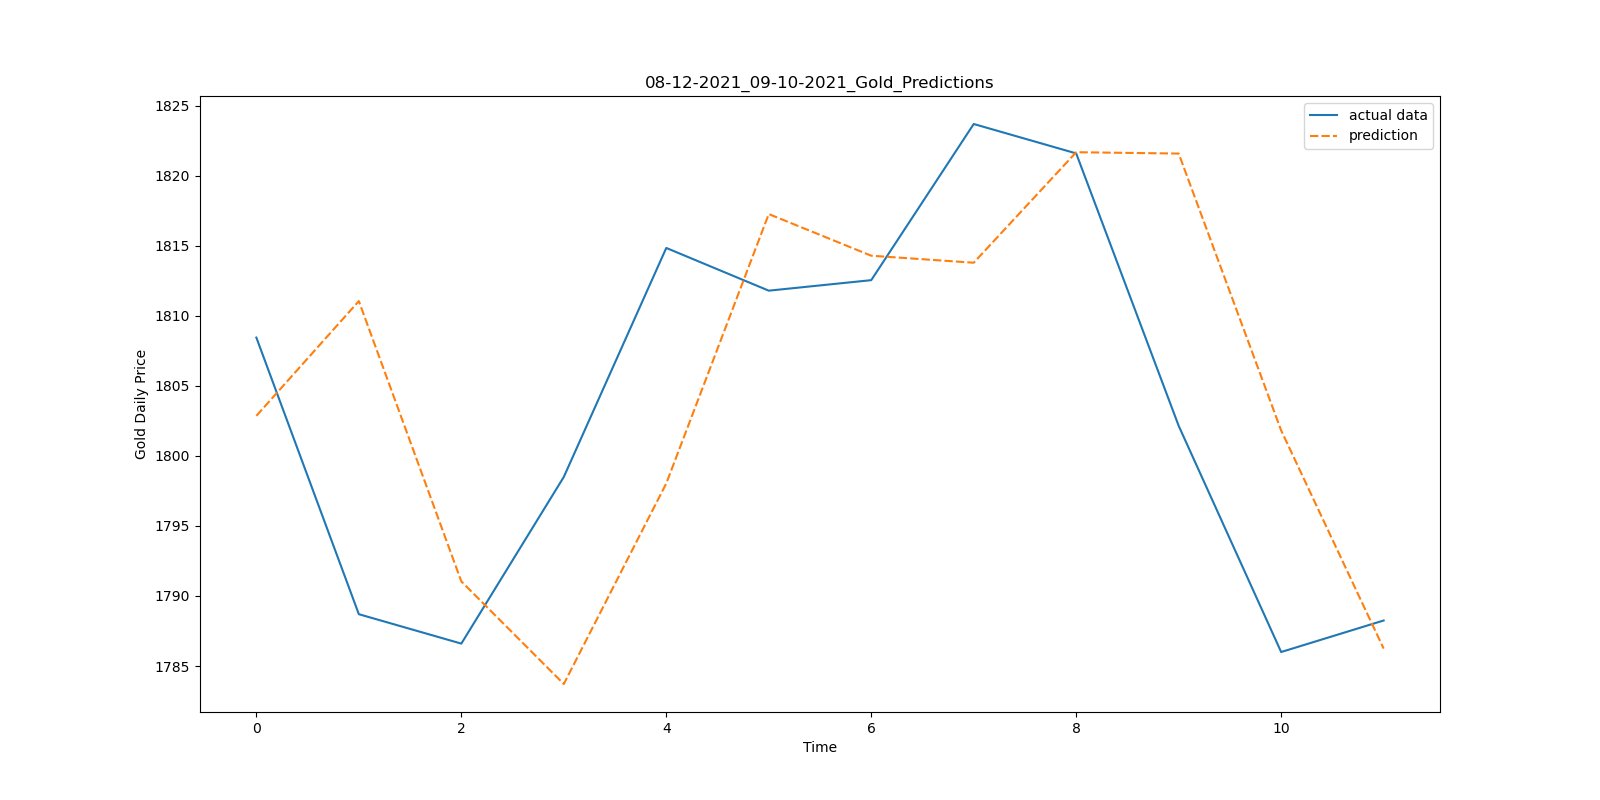 08-12-2021_09-10-2021_Gold_Predictions
actual data
prediction
Gold Daily Price
1825
1820
1815
1810
1805
1800
1795
1790
1785
0 2 4 6 8 10
Time